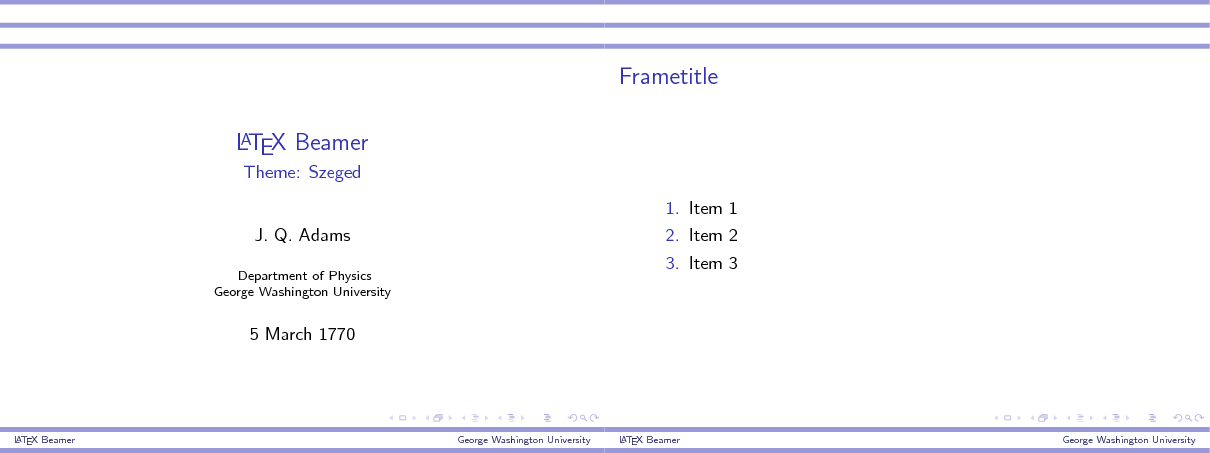 LATEX Beamer
Theme: Szeged
J. Q. Adams
Department of Physics
George Washington University
5 March 1770
LATEX Beamer George Washington University
Frametitle
1. Item 1
2. Item 2
3. Item 3
LATEX Beamer George Washington University